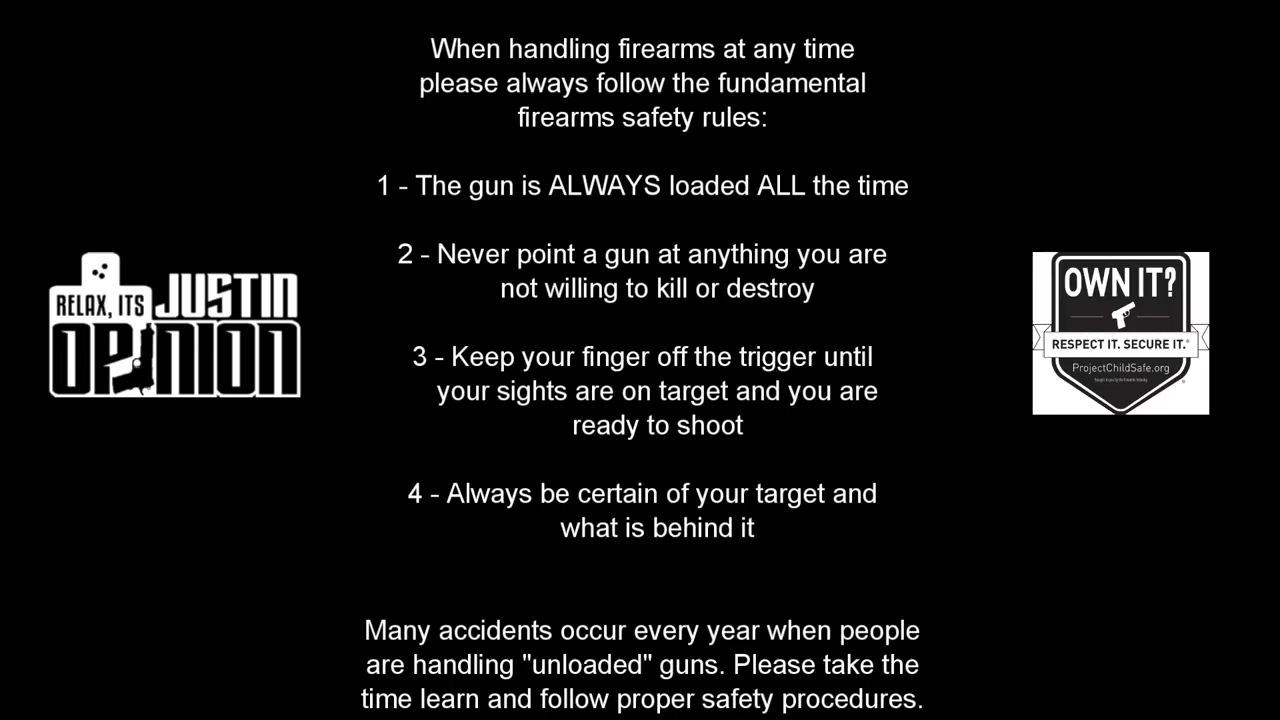 When handling firearms at any time
please always follow the fundamental
firearms safety rules:
1 - The gun is ALWAYS loaded ALL the time
2 - Never point a gun at anything you are
not willing to kill or destroy
3 - Keep your finger off the trigger until
your sights are on target and you are
ready to shoot
4 - Always be certain of your target and
what is behind it
Many accidents occur every year when people
are handling "unloaded" guns. Please take the
time learn and follow proper safety procedures.
RELAX, ITS JUSTIN
OPINION
OWN IT?
RESPECT IT. SECURE IT.
ProjectChildSafe.org